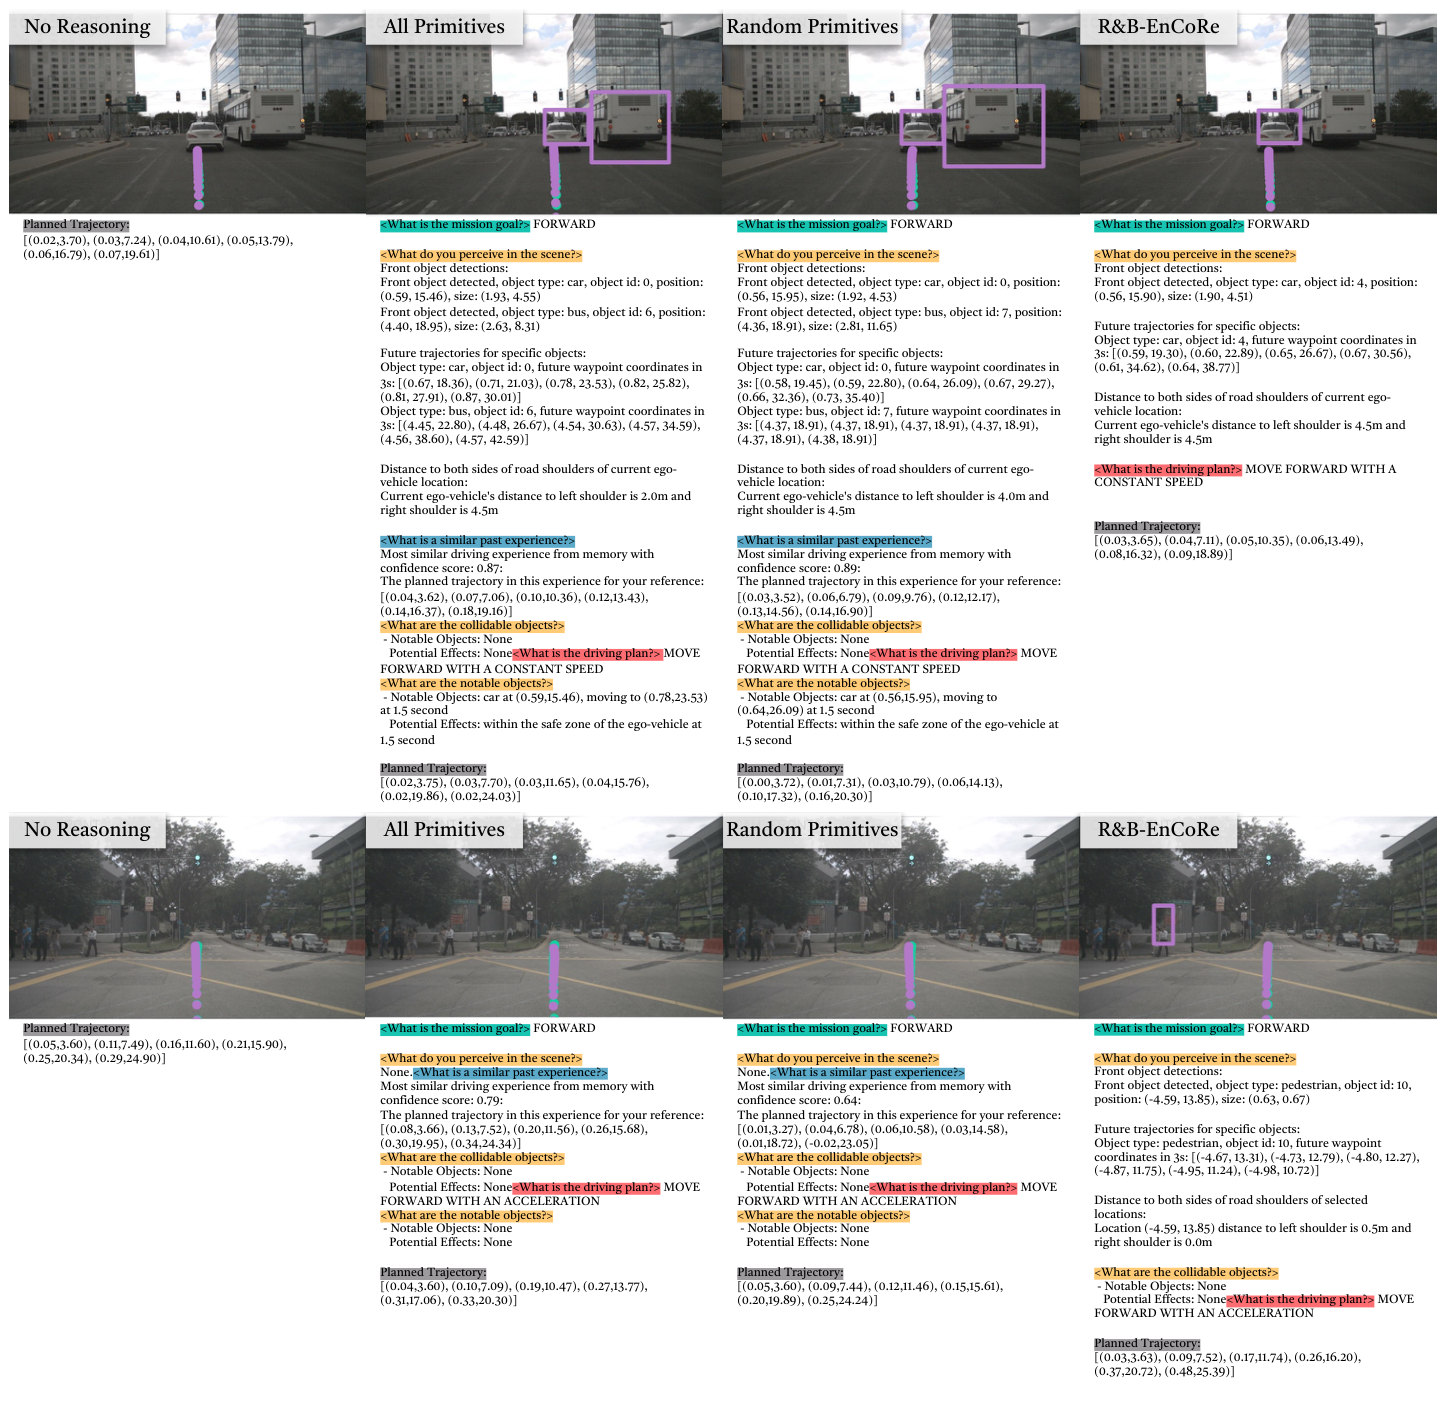 No Reasoning
Planned Trajectory:
[(0.02,3.70), (0.03,7.24), (0.04,10.61), (0.05,13.79),
(0.06,16.79), (0.07,19.61)]
All Primitives
<What is the mission goal?> FORWARD
<What do you perceive in the scene?>
Front object detections:
Front object detected, object type: car, object id: 0, position:
(0.59, 15.46), size: (1.93, 4.55)
Front object detected, object type: bus, object id: 6, position:
(4.40, 18.95), size: (2.63, 8.31)
Future trajectories for specific objects:
Object type: car, object id: 0, future waypoint coordinates in
3s: [(0.67, 18.36), (0.71, 21.03), (0.78, 23.53), (0.82, 25.82),
(0.81, 27.91), (0.87, 30.01)]
Object type: bus, object id: 6, future waypoint coordinates in
3s: [(4.45, 22.80), (4.48, 26.67), (4.54, 30.63), (4.57, 34.59),
(4.56, 38.60), (4.57, 42.59)]
Distance to both sides of road shoulders of current ego-
vehicle location:
Current ego-vehicle's distance to left shoulder is 2.0m and
right shoulder is 4.5m
<What is a similar past experience?>
Most similar driving experience from memory with
confidence score: 0.87:
The planned trajectory in this experience for your reference:
[(0.04,3.62), (0.07,7.06), (0.10,10.36), (0.12,13.43),
(0.14,16.37), (0.18,19.16)]
<What are the collidable objects?>
- Notable Objects: None
Potential Effects: None<What is the driving plan?> MOVE
FORWARD WITH A CONSTANT SPEED
<What are the notable objects?>
- Notable Objects: car at (0.59,15.46), moving to (0.78,23.53)
at 1.5 second
Potential Effects: within the safe zone of the ego-vehicle at
1.5 second
Planned Trajectory:
[(0.02,3.75), (0.03,7.70), (0.03,11.65), (0.04,15.76),
(0.02,19.86), (0.02,24.03)]
Random Primitives
<What is the mission goal?> FORWARD
<What do you perceive in the scene?>
Front object detections:
Front object detected, object type: car, object id: 0, position:
(0.56, 15.95), size: (1.92, 4.53)
Front object detected, object type: bus, object id: 7, position:
(4.36, 18.91), size: (2.81, 11.65)
Future trajectories for specific objects:
Object type: car, object id: 0, future waypoint coordinates in
3s: [(0.58, 19.45), (0.59, 22.80), (0.64, 26.09), (0.67, 29.27),
(0.66, 32.36), (0.73, 35.40)]
Object type: bus, object id: 7, future waypoint coordinates in
3s: [(4.37, 18.91), (4.37, 18.91), (4.37, 18.91), (4.37, 18.91),
(4.37, 18.91), (4.38, 18.91)]
Distance to both sides of road shoulders of current ego-
vehicle location:
Current ego-vehicle's distance to left shoulder is 4.0m and
right shoulder is 4.5m
<What is a similar past experience?>
Most similar driving experience from memory with
confidence score: 0.89:
The planned trajectory in this experience for your reference:
[(0.03,3.52), (0.06,6.79), (0.09,9.76), (0.12,12.17),
(0.13,14.56), (0.14,16.90)]
<What are the collidable objects?>
- Notable Objects: None
Potential Effects: None<What is the driving plan?> MOVE
FORWARD WITH A CONSTANT SPEED
<What are the notable objects?>
- Notable Objects: car at (0.56,15.95), moving to
(0.64,26.09) at 1.5 second
Potential Effects: within the safe zone of the ego-vehicle at
1.5 second
Planned Trajectory:
[(0.00,3.72), (0.01,7.31), (0.03,10.79), (0.06,14.13),
(0.10,17.32), (0.16,20.30)]
R&B-EnCoRe
<What is the mission goal?> FORWARD
<What do you perceive in the scene?>
Front object detections:
Front object detected, object type: car, object id: 4, position:
(0.56, 15.90), size: (1.90, 4.51)
Future trajectories for specific objects:
Object type: car, object id: 4, future waypoint coordinates in
3s: [(0.59, 19.30), (0.60, 22.89), (0.65, 26.67), (0.67, 30.56),
(0.61, 34.62), (0.64, 38.77)]
Distance to both sides of road shoulders of current ego-
vehicle location:
Current ego-vehicle's distance to left shoulder is 4.5m and
right shoulder is 4.5m
<What is the driving plan?> MOVE FORWARD WITH A
CONSTANT SPEED
Planned Trajectory:
[(0.03,3.65), (0.04,7.11), (0.05,10.35), (0.06,13.49),
(0.08,16.32), (0.09,18.89)]
No Reasoning
Planned Trajectory:
[(0.05,3.60), (0.11,7.49), (0.16,11.60), (0.21,15.90),
(0.25,20.34), (0.29,24.90)]
All Primitives
<What is the mission goal?> FORWARD
<What do you perceive in the scene?>
None.<What is a similar past experience?>
Most similar driving experience from memory with
confidence score: 0.79:
The planned trajectory in this experience for your reference:
[(0.08,3.66), (0.13,7.52), (0.20,11.56), (0.26,15.68),
(0.30,19.95), (0.34,24.34)]
<What are the collidable objects?>
- Notable Objects: None
Potential Effects: None<What is the driving plan?> MOVE
FORWARD WITH AN ACCELERATION
<What are the notable objects?>
- Notable Objects: None
Potential Effects: None
Planned Trajectory:
[(0.04,3.60), (0.10,7.09), (0.19,10.47), (0.27,13.77),
(0.31,17.06), (0.33,20.30)]
Random Primitives
<What is the mission goal?> FORWARD
<What do you perceive in the scene?>
None.<What is a similar past experience?>
Most similar driving experience from memory with
confidence score: 0.64:
The planned trajectory in this experience for your reference:
[(0.01,3.27), (0.04,6.78), (0.06,10.58), (0.03,14.58),
(0.01,18.72), (-0.02,23.05)]
<What are the collidable objects?>
- Notable Objects: None
Potential Effects: None<What is the driving plan?> MOVE
FORWARD WITH AN ACCELERATION
<What are the notable objects?>
- Notable Objects: None
Potential Effects: None
Planned Trajectory:
[(0.05,3.60), (0.09,7.44), (0.12,11.46), (0.15,15.61),
(0.20,19.89), (0.25,24.24)]
R&B-EnCoRe
<What is the mission goal?> FORWARD
<What do you perceive in the scene?>
Front object detections:
Front object detected, object type: pedestrian, object id: 10,
position: (-4.59, 13.85), size: (0.63, 0.67)
Future trajectories for specific objects:
Object type: pedestrian, object id: 10, future waypoint
coordinates in 3s: [(-4.67, 13.31), (-4.73, 12.79), (-4.80, 12.27),
(-4.87, 11.75), (-4.95, 11.24), (-4.98, 10.72)]
Distance to both sides of road shoulders of selected
locations:
Location (-4.59, 13.85) distance to left shoulder is 0.5m and
right shoulder is 0.0m
<What are the collidable objects?>
- Notable Objects: None
Potential Effects: None<What is the driving plan?> MOVE
FORWARD WITH AN ACCELERATION
Planned Trajectory:
[(0.03,3.63), (0.09,7.52), (0.17,11.74), (0.26,16.20),
(0.37,20.72), (0.48,25.39)]